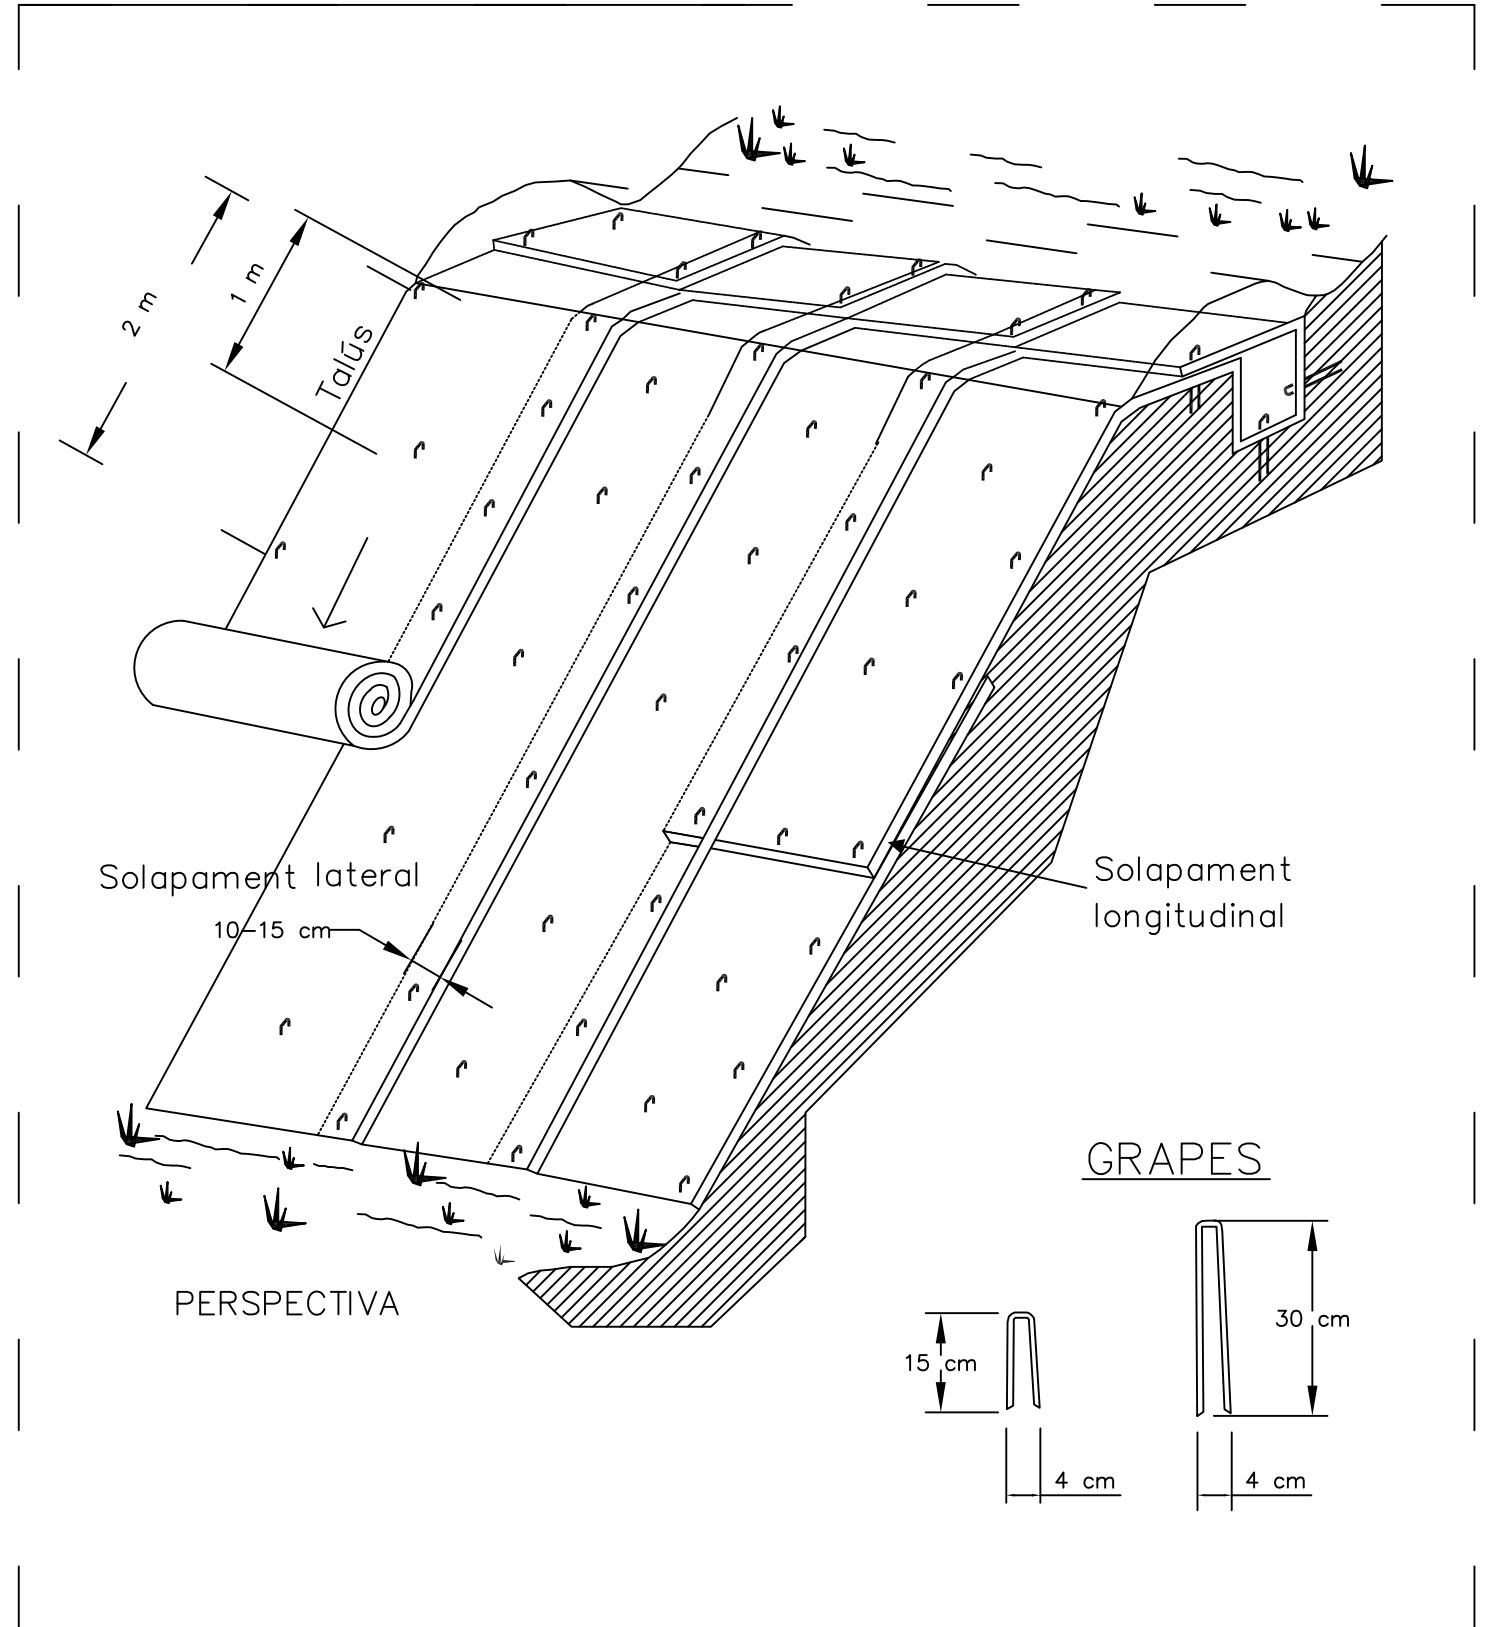 2 m
1 m
Talús
Solapament lateral
10-15 cm
Solapament
longitudinal
PERSPECTIVA
GRAPES
15 cm
30 cm
4 cm
4 cm